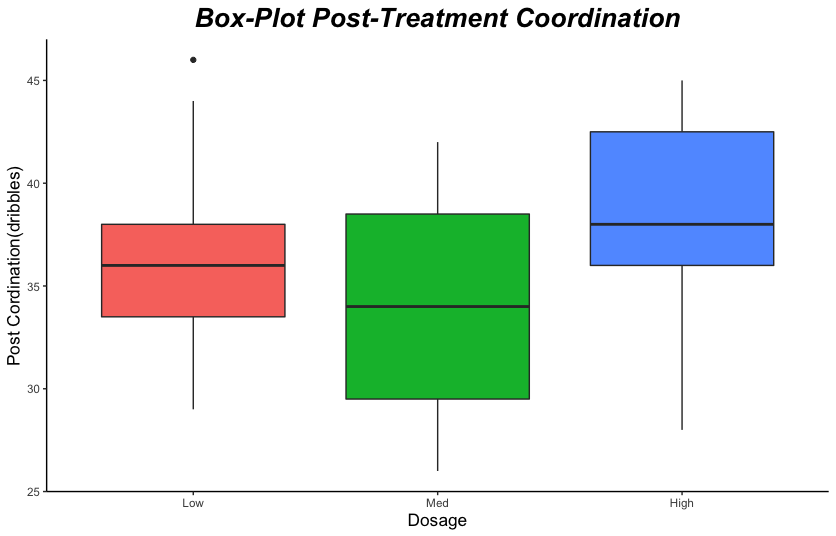 Box-Plot Post-Treatment Coordination
Post Cordination(dribbles)
45
40
35
30
25
Low
Med
High
Dosage